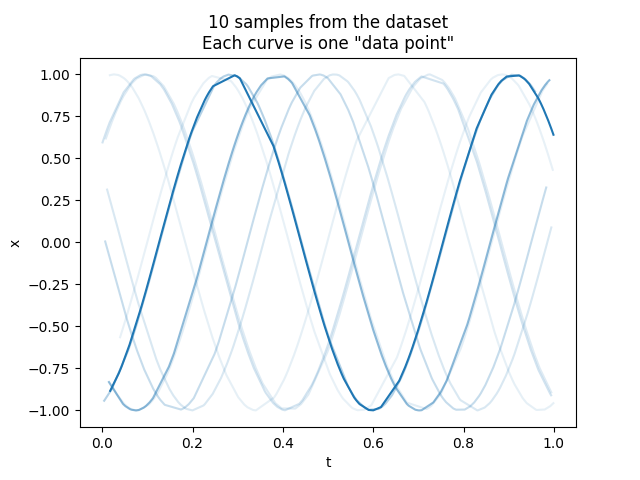 10 samples from the dataset
Each curve is one "data point"
1.00
0.75
0.50
0.25
0.00
−0.25
−0.50
−0.75
−1.00
x
0.0 0.2 0.4 0.6 0.8 1.0
t